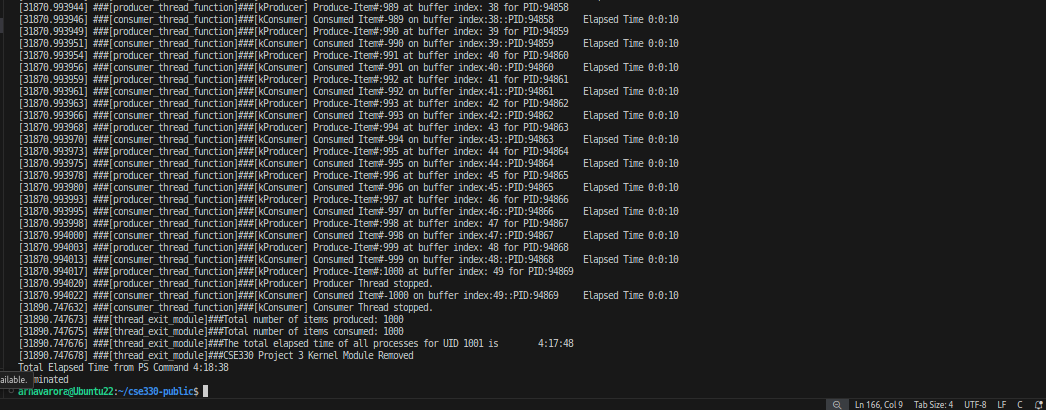 [31870.993944] ###[producer_thread_function]###[kProducer] Produce-Item#:989 at buffer index: 38 for PID:94858
[31870.993946] ###[consumer_thread_function]###[kConsumer] Consumed Item#-989 on buffer index:38::PID:94858 Elapsed Time 0:0:10
[31870.993949] ###[producer_thread_function]###[kProducer] Produce-Item#:990 at buffer index: 39 for PID:94859
[31870.993951] ###[consumer_thread_function]###[kConsumer] Consumed Item#-990 on buffer index:39::PID:94859 Elapsed Time 0:0:10
[31870.993954] ###[producer_thread_function]###[kProducer] Produce-Item#:991 at buffer index: 40 for PID:94860
[31870.993956] ###[consumer_thread_function]###[kConsumer] Consumed Item#-991 on buffer index:40::PID:94860 Elapsed Time 0:0:10
[31870.993959] ###[producer_thread_function]###[kProducer] Produce-Item#:992 at buffer index: 41 for PID:94861
[31870.993961] ###[consumer_thread_function]###[kConsumer] Consumed Item#-992 on buffer index:41::PID:94861 Elapsed Time 0:0:10
[31870.993963] ###[producer_thread_function]###[kProducer] Produce-Item#:993 at buffer index: 42 for PID:94862
[31870.993966] ###[consumer_thread_function]###[kConsumer] Consumed Item#-993 on buffer index:42::PID:94862 Elapsed Time 0:0:10
[31870.993968] ###[producer_thread_function]###[kProducer] Produce-Item#:994 at buffer index: 43 for PID:94863
[31870.993970] ###[consumer_thread_function]###[kConsumer] Consumed Item#-994 on buffer index:43::PID:94863 Elapsed Time 0:0:10
[31870.993973] ###[producer_thread_function]###[kProducer] Produce-Item#:995 at buffer index: 44 for PID:94864
[31870.993975] ###[consumer_thread_function]###[kConsumer] Consumed Item#-995 on buffer index:44::PID:94864 Elapsed Time 0:0:10
[31870.993978] ###[producer_thread_function]###[kProducer] Produce-Item#:996 at buffer index: 45 for PID:94865
[31870.993980] ###[consumer_thread_function]###[kConsumer] Consumed Item#-996 on buffer index:45::PID:94865 Elapsed Time 0:0:10
[31870.993993] ###[producer_thread_function]###[kProducer] Produce-Item#:997 at buffer index: 46 for PID:94866
[31870.993995] ###[consumer_thread_function]###[kConsumer] Consumed Item#-997 on buffer index:46::PID:94866 Elapsed Time 0:0:10
[31870.993998] ###[producer_thread_function]###[kProducer] Produce-Item#:998 at buffer index: 47 for PID:94867
[31870.994000] ###[consumer_thread_function]###[kConsumer] Consumed Item#-998 on buffer index:47::PID:94867 Elapsed Time 0:0:10
[31870.994003] ###[producer_thread_function]###[kProducer] Produce-Item#:999 at buffer index: 48 for PID:94868
[31870.994013] ###[consumer_thread_function]###[kConsumer] Consumed Item#-999 on buffer index:48::PID:94868 Elapsed Time 0:0:10
[31870.994017] ###[producer_thread_function]###[kProducer] Produce-Item#:1000 at buffer index: 49 for PID:94869
[31870.994020] ###[producer_thread_function]###[kProducer] Producer Thread stopped.
[31870.994022] ###[consumer_thread_function]###[kConsumer] Consumed Item#-1000 on buffer index:49::PID:94869 Elapsed Time 0:0:10
[31890.747632] ###[consumer_thread_function]###[kConsumer] Consumer Thread stopped.
[31890.747673] ###[thread_exit_module]###Total number of items produced: 1000
[31890.747675] ###[thread_exit_module]###Total number of items consumed: 1000
[31890.747676] ###[thread_exit_module]###The total elapsed time of all processes for UID 1001 is 4:17:48
[31890.747678] ###[thread_exit_module]###CSE330 Project 3 Kernel Module Removed
Total Elapsed Time from PS Command 4:18:38
ailable. minated
arnavarora@Ubuntu22:~/cse330-public$
Ln 166, Col 9 Tab Size: 4 UTF-8 LF C